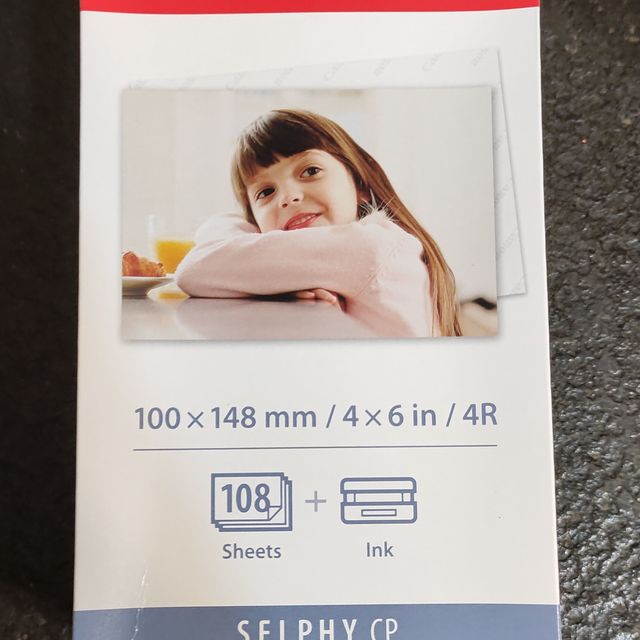 100 × 148 mm / 4 × 6 in / 4R
108 +
Sheets Ink
SELPHY CP